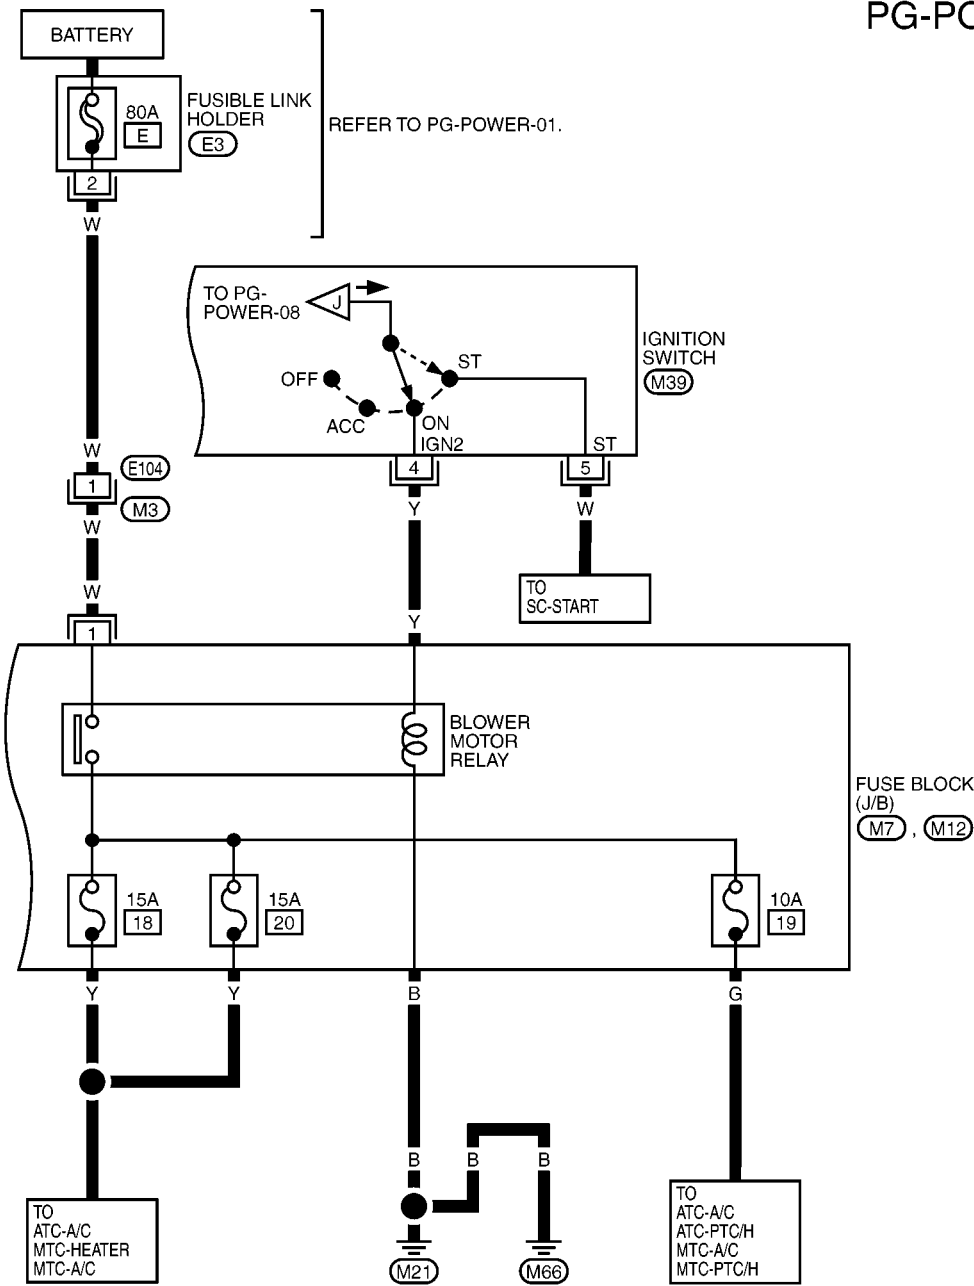 PG-PO
BATTERY
80A
E
FUSIBLE LINK
HOLDER
E3
REFER TO PG-POWER-01.
2
W
TO PG-
POWER-08
J
IGNITION
SWITCH
M39
OFF
ACC
ON
ST
IGN2
ST
4
5
Y
W
W
1
E104
M3
W
W
1
TO
SC-START
Y
BLOWER
MOTOR
RELAY
FUSE BLOCK
(J/B)
M7 , M12
15A
18
15A
20
10A
19
Y
Y
B
G
B
B
B
TO
ATC-A/C
MTC-HEATER
MTC-A/C
M21
M66
TO
ATC-A/C
ATC-PTC/H
MTC-A/C
MTC-PTC/H